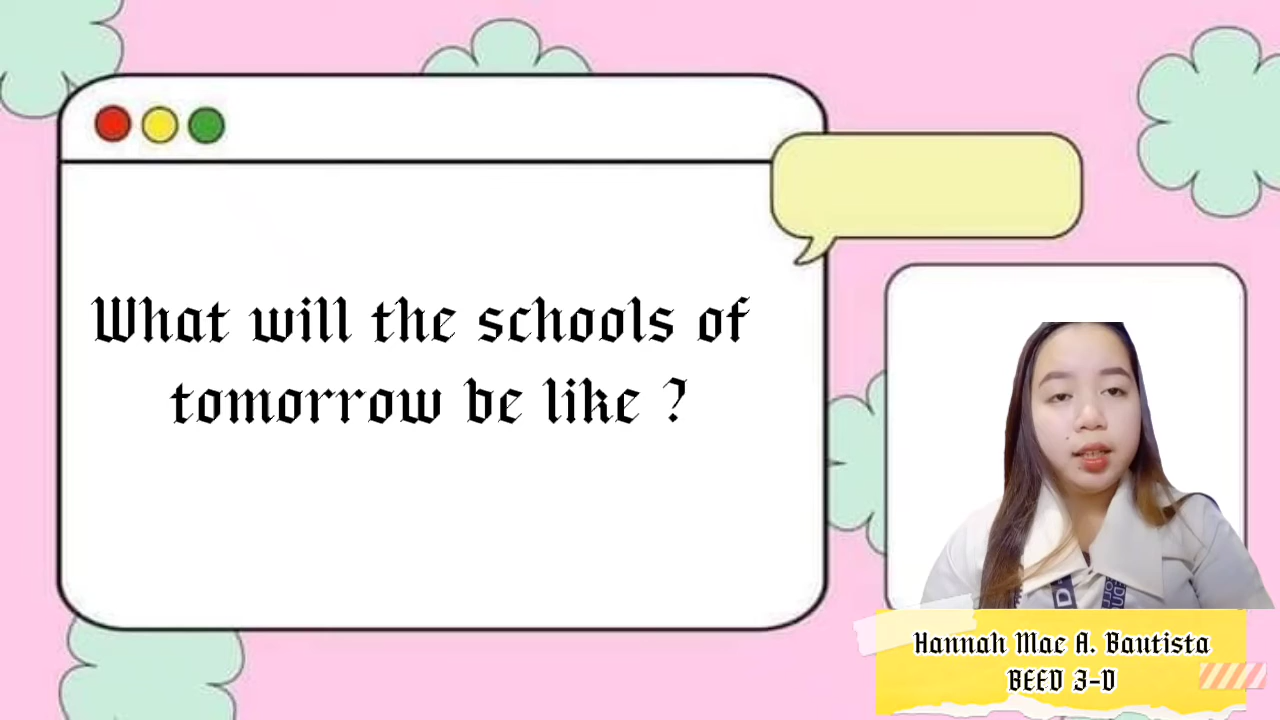 What will the schools of
tomorrow be like ?
Hannah Mae A. Bautista
BEED 3-D